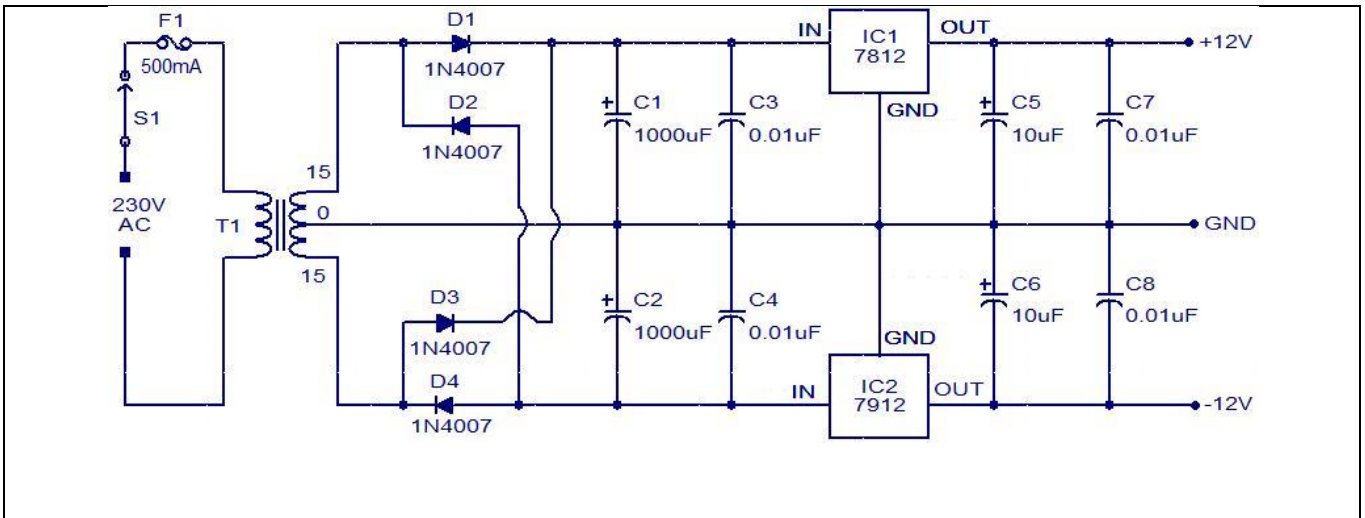 F1
500mA
S1
230V
AC
T1
15
0
15
D1
1N4007
D2
1N4007
D3
1N4007
D4
1N4007
C1
1000uF
C3
0.01uF
C2
1000uF
C4
0.01uF
IN
IC1
7812
OUT
GND
GND
IN
IC2
7912
OUT
C5
10uF
C7
0.01uF
C6
10uF
C8
0.01uF
+12V
GND
-12V